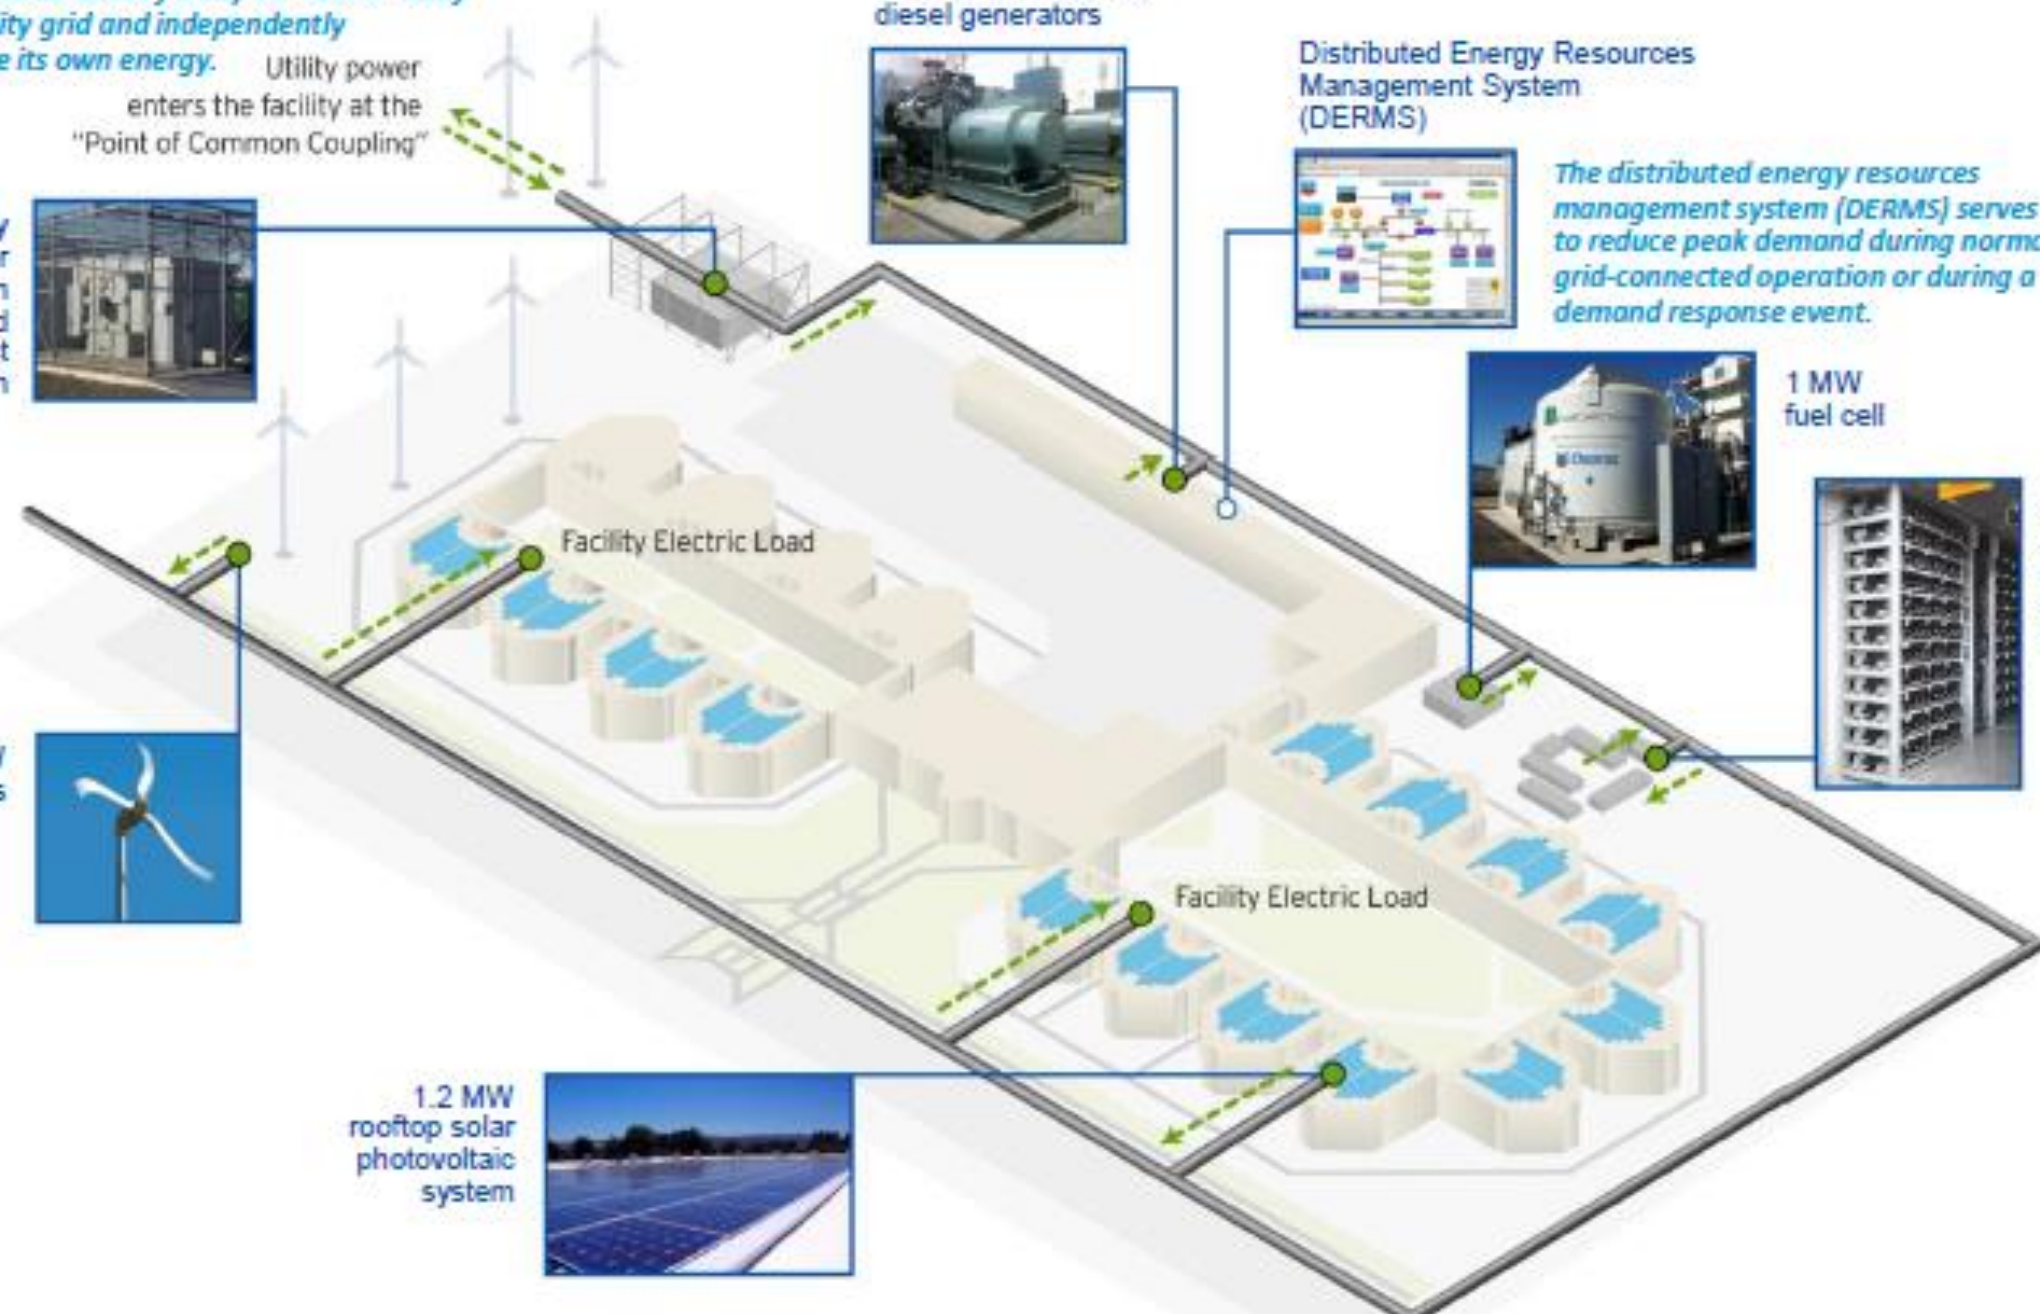 grid and independently
its own energy.
Utility power
enters the facility at the
"Point of Common Coupling"
diesel generators
Distributed Energy Resources
Management System
(DERMS)
The distributed energy resources
management system (DERMS) serves
to reduce peak demand during
grid-connected operation or during a
demand response event.
1 MW
fuel cell
Facility Electric Load
Facility Electric Load
1.2 MW
rooftop solar
photovoltaic
system